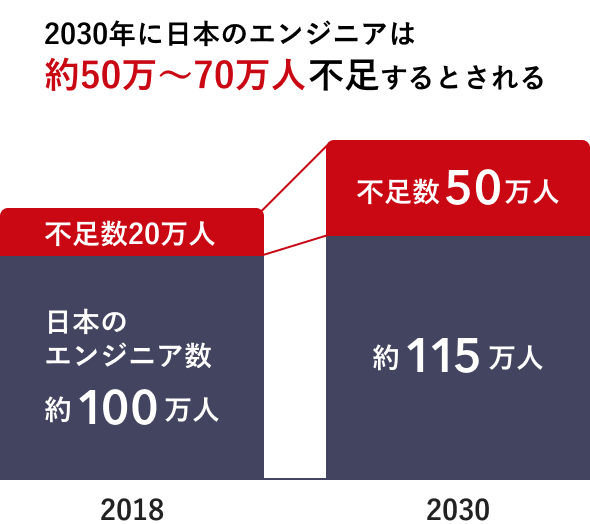 2030年に日本のエンジニアは
約50万〜70万人不足するとされる
不足数20万人
日本の
エンジニア数
約100万人
不足数50万人
約115万人
2018
2030